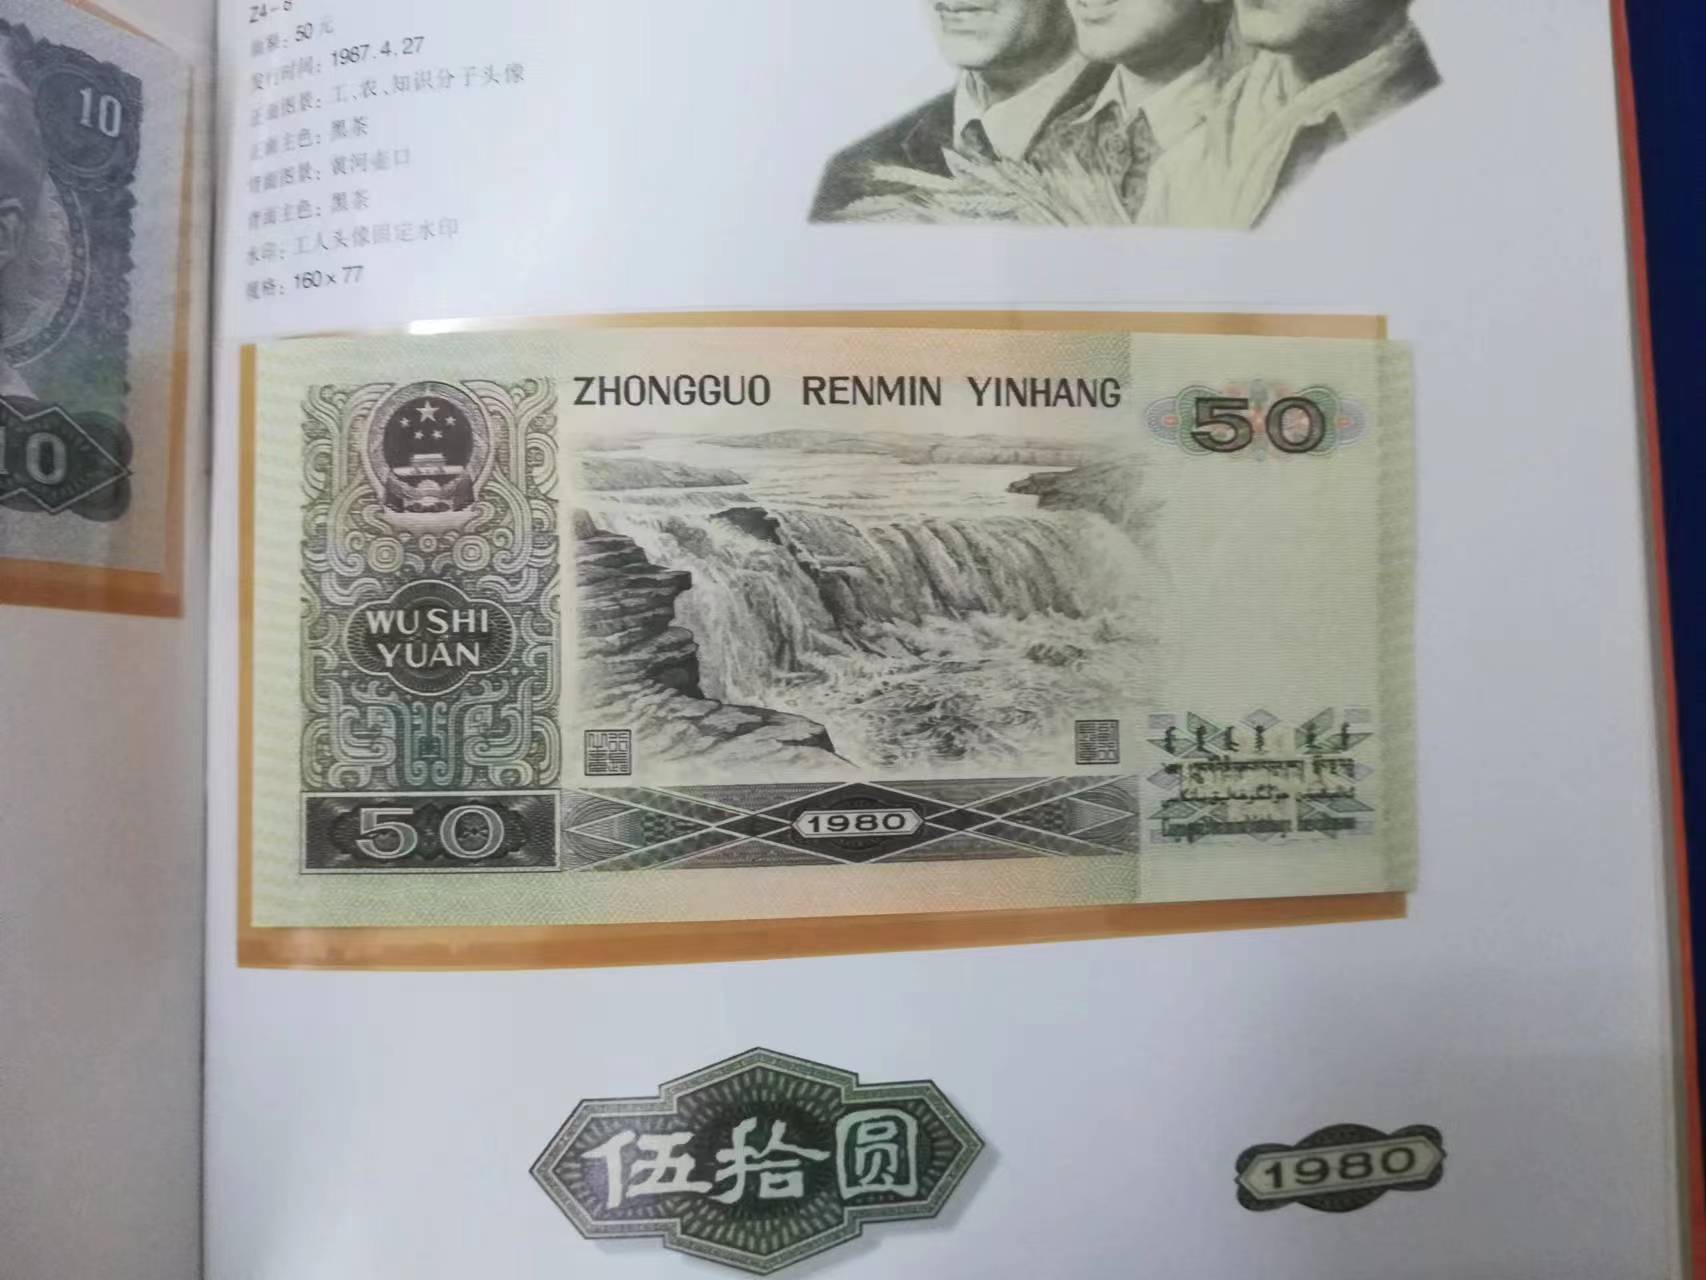 10
10
Z4-8
面额：50元
发行时间：1987.4.27
正面图景：工、农、知识分子头像
正面主色：黑茶
背面图景：黄河壶口
背面主色：黑茶
水印：工人头像固定水印
规格：160×77
ZHONGGUO RENMIN YINHANG
50
WU SHI
YUAN
50
1980
伍拾圆
1980